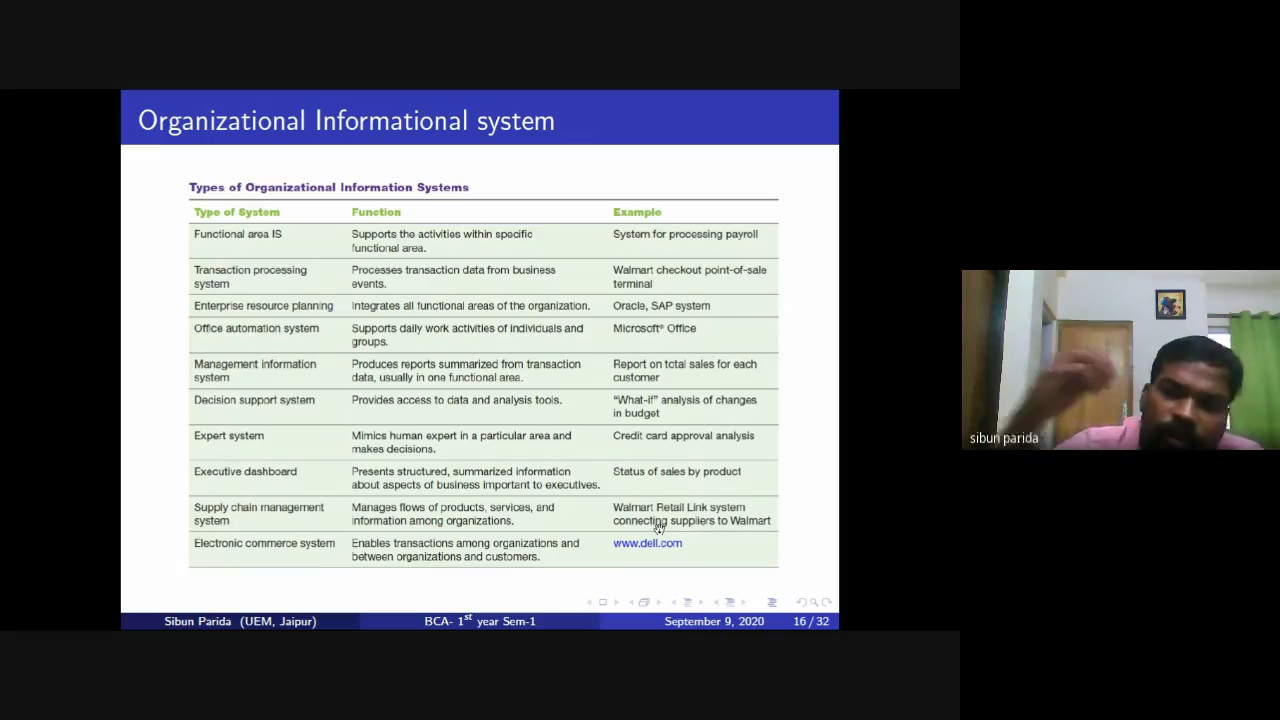 Organizational Informational system
Types of Organizational Information Systems
Type of System Function Example
Functional area IS Supports the activities within specific System for processing payroll
functional area.
Transaction processing Processes transaction data from business Walmart checkout point-of-sale
system events. terminal
Enterprise resource planning Integrates all functional areas of the organization. Oracle, SAP system
Office automation system Supports daily work activities of individuals and Microsoft® Office
groups.
Management information Produces reports summarized from transaction Report on total sales for each
system data, usually in one functional area. customer
Decision support system Provides access to data and analysis tools. “What-if” analysis of changes
in budget
Expert system Mimics human expert in a particular area and Credit card approval analysis
makes decisions.
Executive dashboard Presents structured, summarized information Status of sales by product
about aspects of business important to executives.
Supply chain management Manages flows of products, services, and Walmart Retail Link system
system information among organizations. connecting suppliers to Walmart
Electronic commerce system Enables transactions among organizations and www.dell.com
between organizations and customers.
Sibun Parida (UEM, Jaipur) BCA- 1st year Sem-1 September 9, 2020 16 / 32
sibun parida